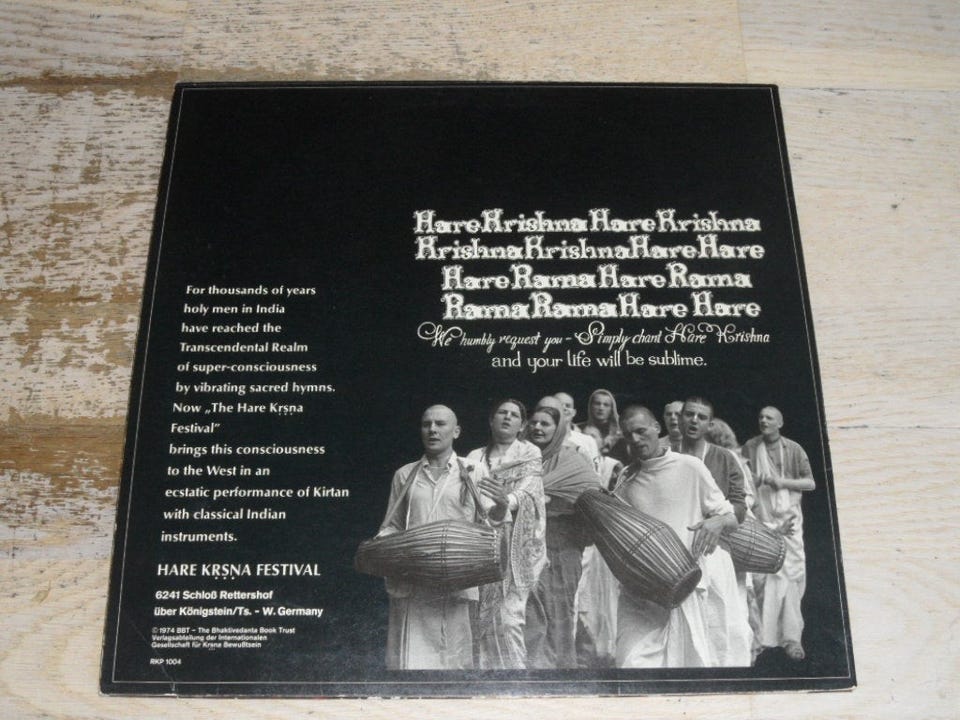 Hare Krishna Hare Krishna
Krishna Krishna Hare Hare
Hare Rama Hare Rama
Rama Rama Hare Hare
We humbly request you - Simply chant Hare Krishna
and your life will be sublime.
For thousands of years
holy men in India
have reached the
Transcendental Realm
of super-consciousness
by vibrating sacred hymns.
Now „The Hare Kṛṣṇa
Festival”
brings this consciousness
to the West in an
ecstatic performance of Kirtan
with classical Indian
instruments.
HARE KṚṢṆA FESTIVAL
6241 Schloß Rettershof
über Königstein/Ts. - W. Germany
© 1974 BBT - The Bhaktivedanta Book Trust
Verlagsabteilung der Internationalen
Gesellschaft für Krsna Bewußtsein
RKP 1004